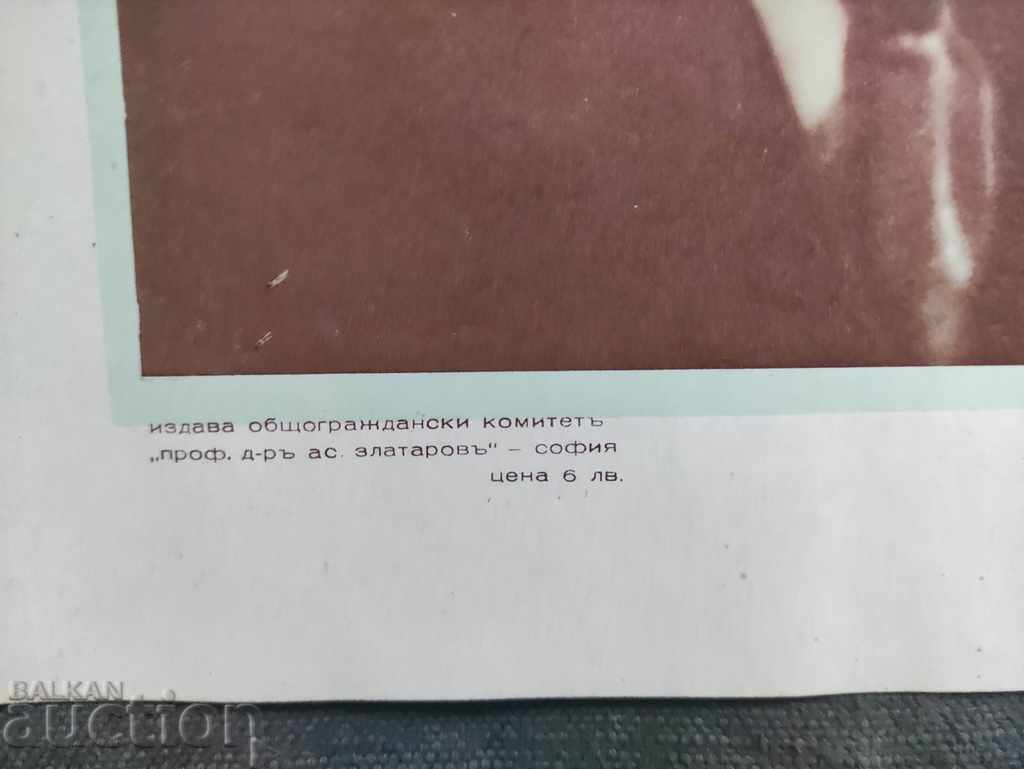 издава общограждански комитетъ
„проф. д-ръ ас. златаровъ" – софия
цена 6 лв.
BALKAN
auction